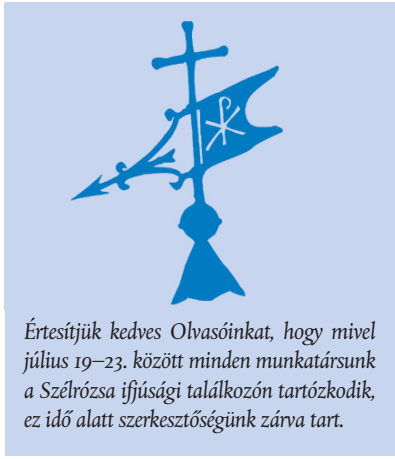 Értesítjük kedves Olvasóinkat, hogy mivel
július 19–23. között minden munkatársunk
a Szélrózsa ifjúsági találkozón tartózkodik,
ez idő alatt szerkesztőségünk zárva tart.